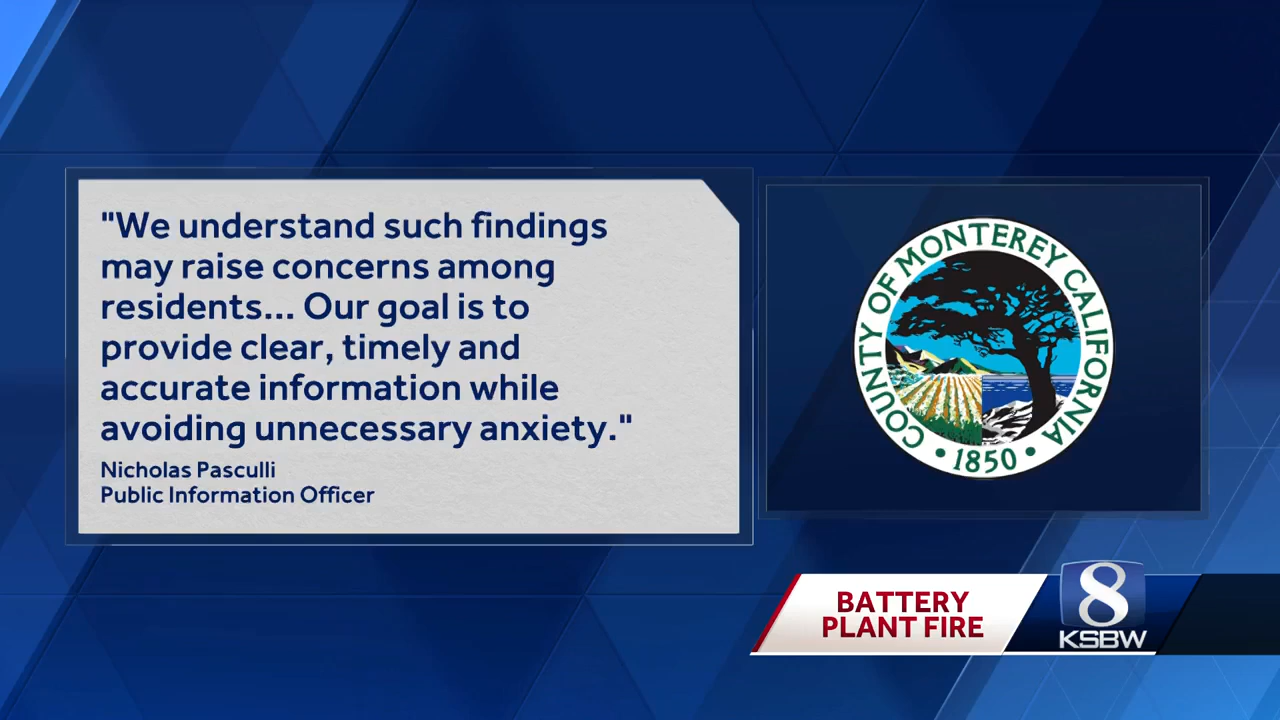 "We understand such findings
may raise concerns among
residents... Our goal is to
provide clear, timely and
accurate information while
avoiding unnecessary anxiety."
Nicholas Pasculli
Public Information Officer
COUNTY OF MONTEREY CALIFORNIA
• 1850 •
BATTERY
PLANT FIRE
8
KSBW